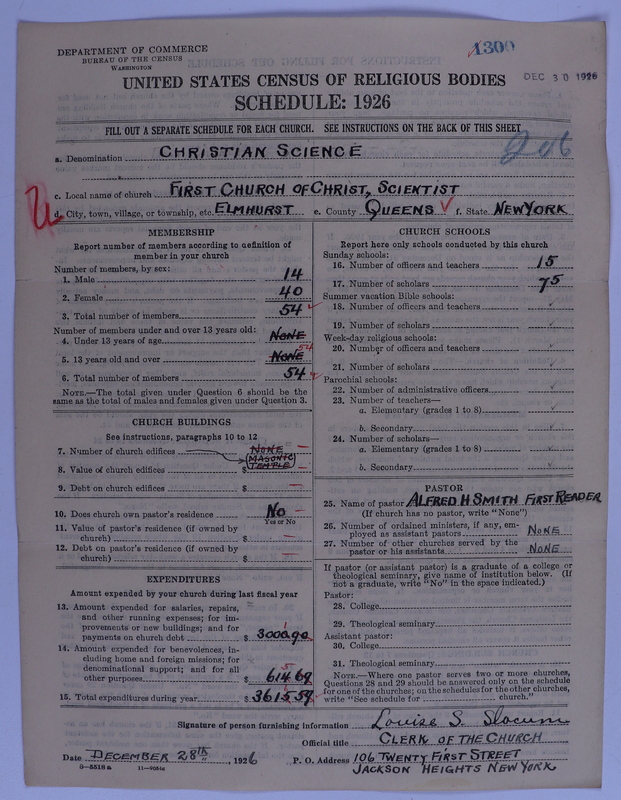 DEPARTMENT OF COMMERCE
BUREAU OF THE CENSUS
WASHINGTON
1300
DEC 30 1926
UNITED STATES CENSUS OF RELIGIOUS BODIES
SCHEDULE: 1926
FILL OUT A SEPARATE SCHEDULE FOR EACH CHURCH. SEE INSTRUCTIONS ON THE BACK OF THIS SHEET
a. Denomination CHRISTIAN SCIENCE
c. Local name of church FIRST CHURCH OF CHRIST, SCIENTIST
d. City, town, village, or township, etc. ELMHURST e. County QUEENS f. State NEW YORK
MEMBERSHIP
Report number of members according to definition of
member in your church
Number of members, by sex:
1. Male 14
2. Female 40
3. Total number of members 54
Number of members under and over 13 years old:
4. Under 13 years of age NONE
5. 13 years old and over NONE 54
6. Total number of members 54
NOTE.—The total given under Question 6 should be
same as the total of males and females given under Question 3.
CHURCH BUILDINGS
See instructions, paragraphs 10 to 12
7. Number of church edifices NONE
MASONIC
8. Value of church edifices $ TEMPLE
9. Debt on church edifices $ —
10. Does church own pastor's residence No
Yes or No
11. Value of pastor's residence (if owned by
church) $ —
12. Debt on pastor's residence (if owned by
church) $ —
EXPENDITURES
Amount expended by your church during last fiscal year
13. Amount expended for salaries, repairs,
and other running expenses; for im-
provements or new buildings; and for
payments on church debt $ 3000.90
14. Amount expended for benevolences, in-
cluding home and foreign missions; for
denominational support; and for all
other purposes $ 614 69
15. Total expenditures during year $ 3615 59
CHURCH SCHOOLS
Report here only schools conducted by this church
Sunday schools:
16. Number of officers and teachers 15
17. Number of scholars 75
Summer vacation Bible schools:
18. Number of officers and teachers
19. Number of scholars
Week-day religious schools:
20. Number of officers and teachers
21. Number of scholars
Parochial schools:
22. Number of administrative officers
23. Number of teachers—
a. Elementary (grades 1 to 8)
b. Secondary
24. Number of scholars—
a. Elementary (grades 1 to 8)
b. Secondary
PASTOR
25. Name of pastor ALFRED H SMITH FIRST READER
(If church has no pastor, write "None")
26. Number of ordained ministers, if any, em-
ployed as assistant pastors NONE
27. Number of other churches served by the
pastor or his assistants NONE
If pastor (or assistant pastor) is a graduate of a college or
theological seminary, give name of institution below. (If
not a graduate, write "No" in the space indicated.)
Pastor:
28. College
29. Theological seminary
Assistant pastor:
30. College
31. Theological seminary
NOTE.—Where one pastor serves two or more churches,
Questions 28 and 29 should be answered only on the schedule
for one of the churches; on the schedules for the other churches,
write "See schedule for church."
Signature of person furnishing information Louise S. Slocum
Official title CLERK OF THE CHURCH
Date DECEMBER 28TH, 1926 P. O. Address 106 TWENTY FIRST STREET
JACKSON HEIGHTS NEW YORK